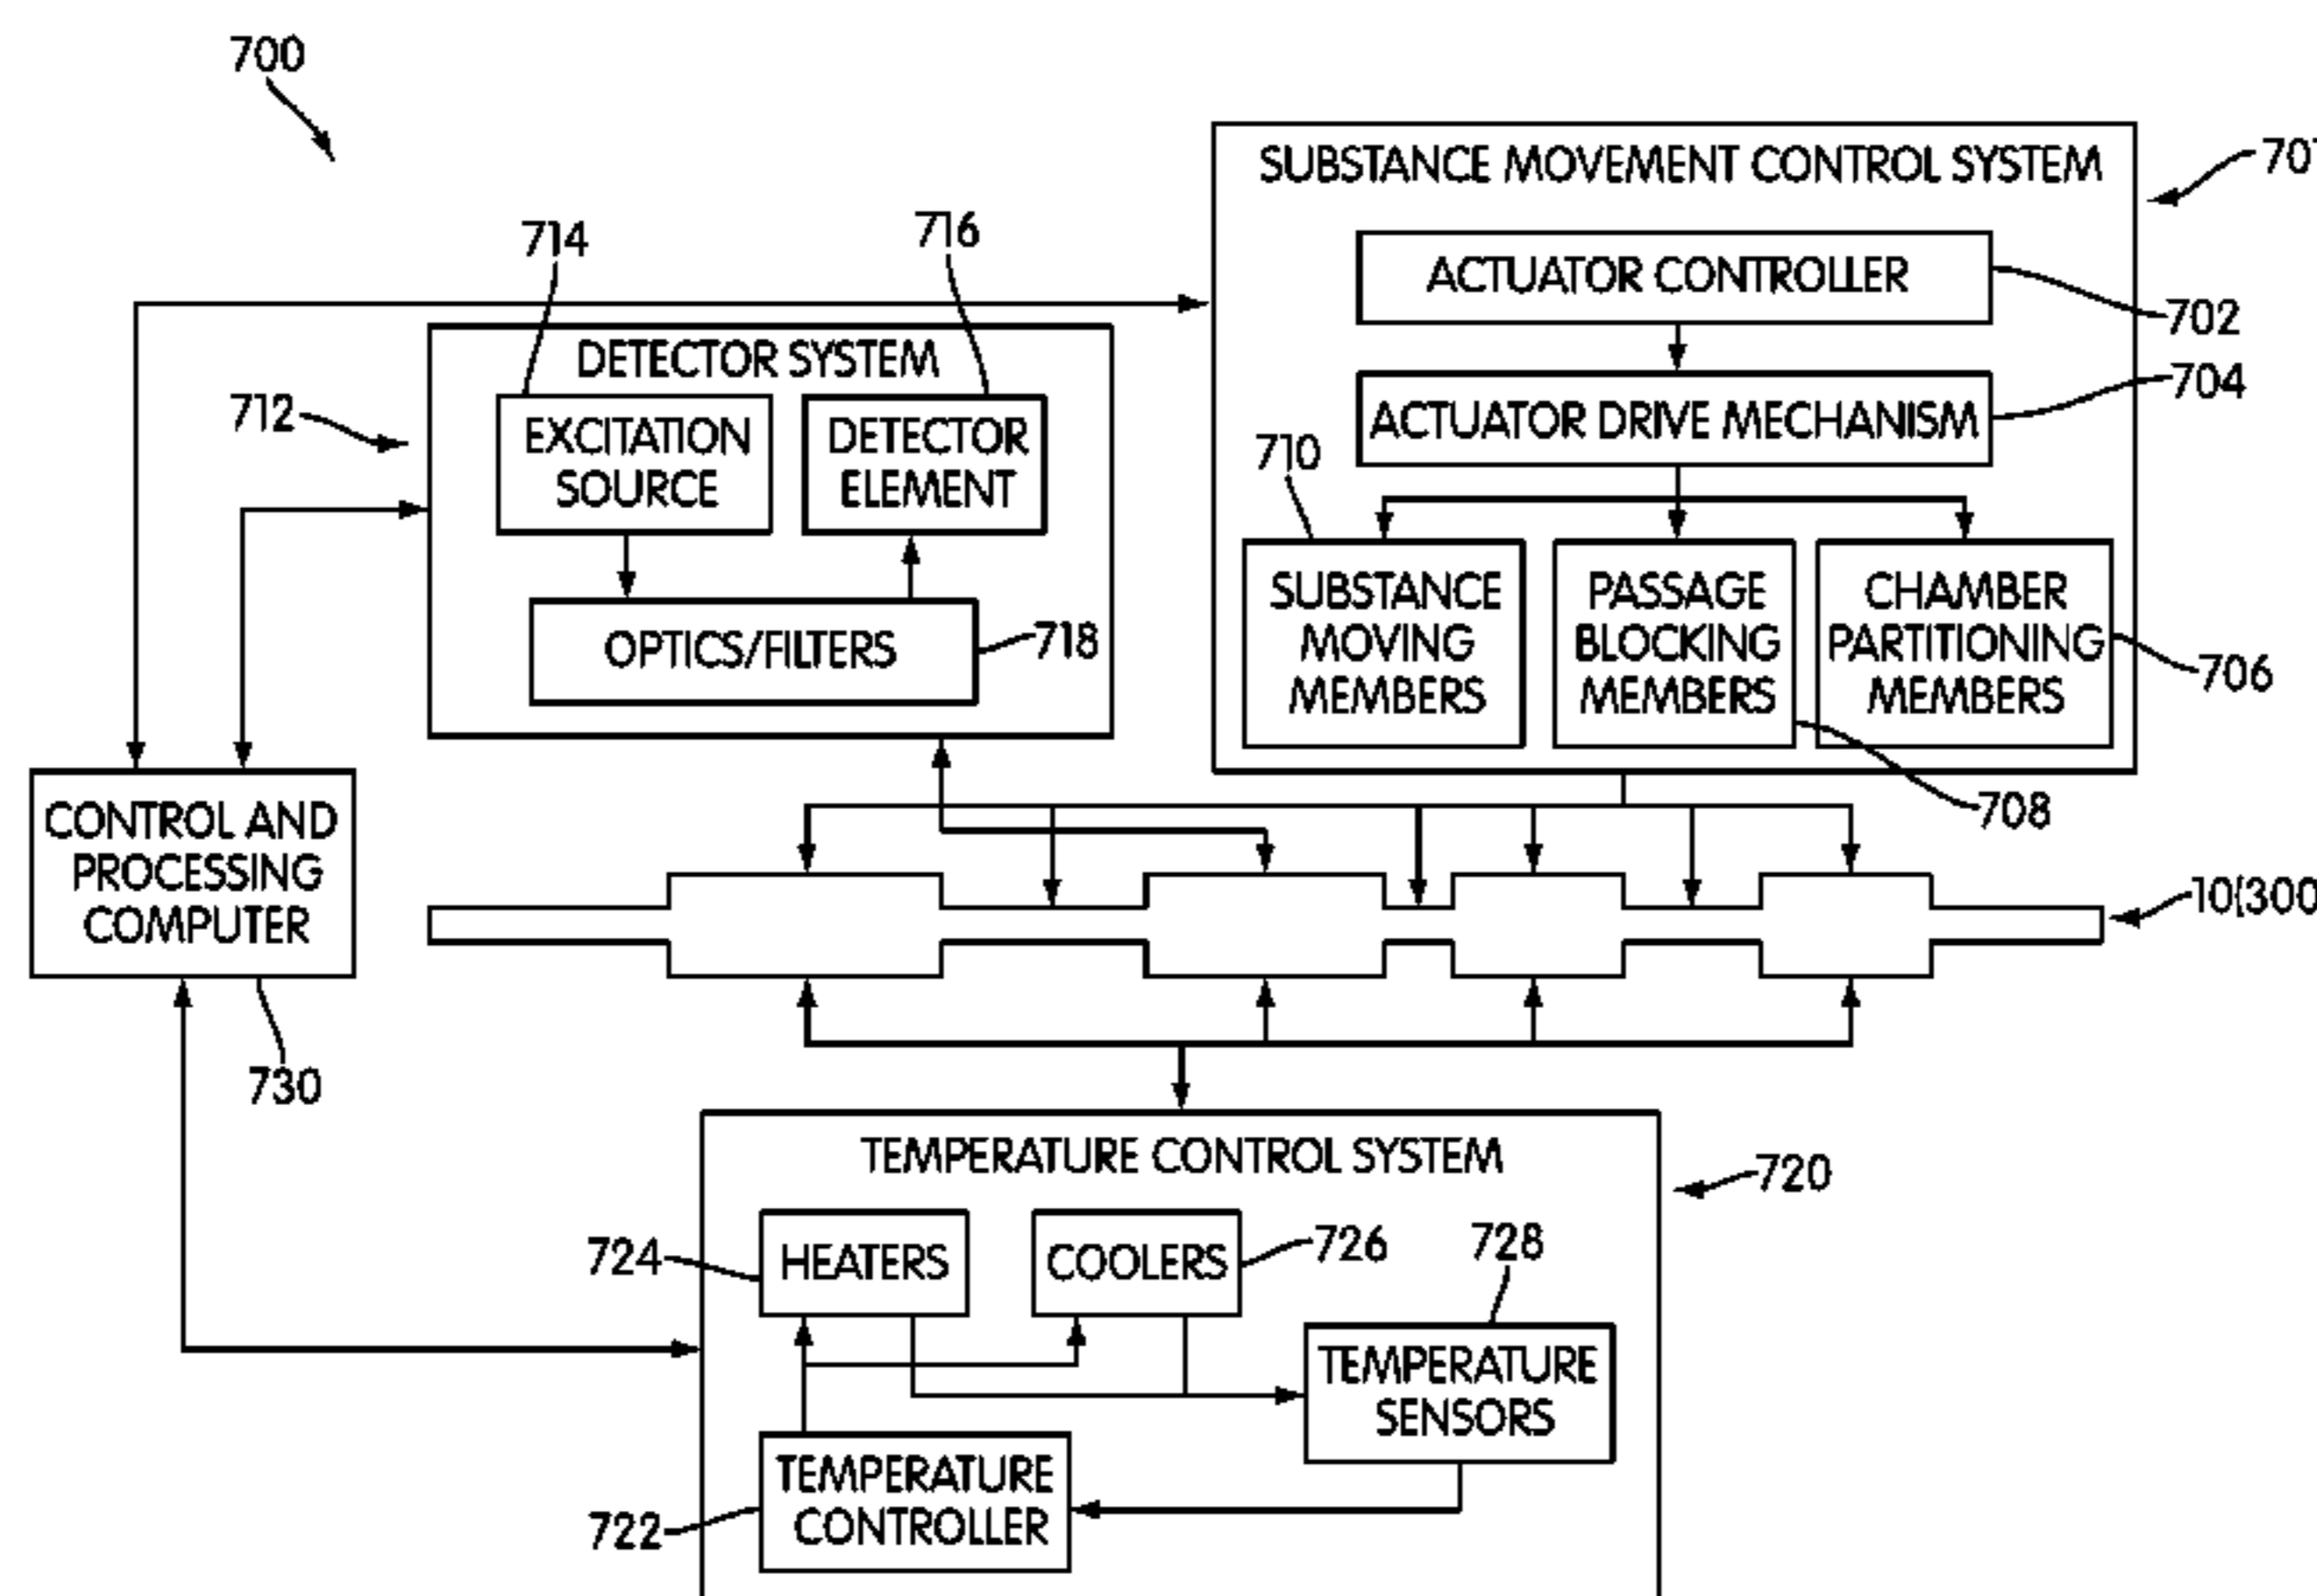 700
SUBSTANCE MOVEMENT CONTROL SYSTEM
ACTUATOR CONTROLLER
702
ACTUATOR DRIVE MECHANISM
704
710
SUBSTANCE
MOVING
MEMBERS
PASSAGE
BLOCKING
MEMBERS
CHAMBER
PARTITIONING
MEMBERS
706
708
714
716
DETECTOR SYSTEM
712
EXCITATION
SOURCE
DETECTOR
ELEMENT
OPTICS/FILTERS
718
CONTROL AND
PROCESSING
COMPUTER
730
10(300
TEMPERATURE CONTROL SYSTEM
720
724
HEATERS
COOLERS
726
728
TEMPERATURE
SENSORS
TEMPERATURE
CONTROLLER
722